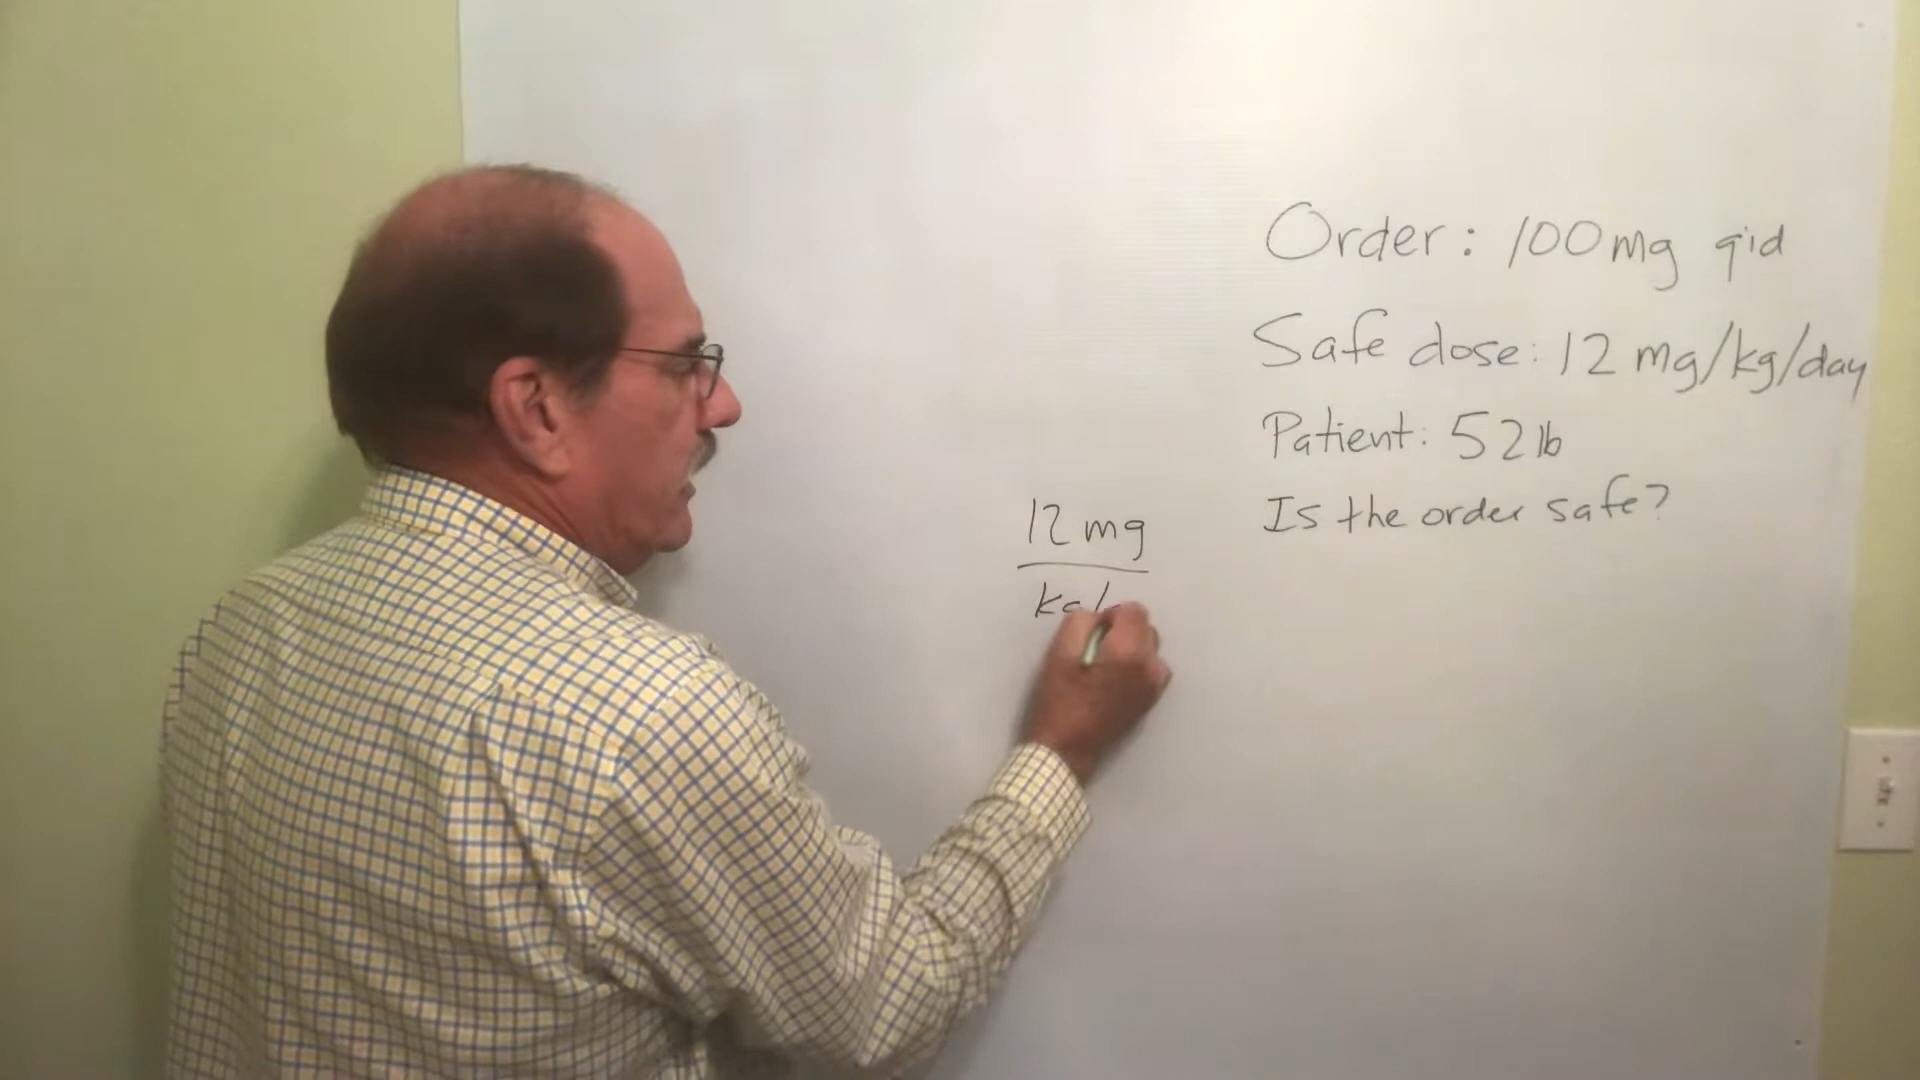 Order: 100mg qid
Safe dose: 12 mg/kg/day
Patient: 52 lb
Is the order safe?
12 mg
kg/